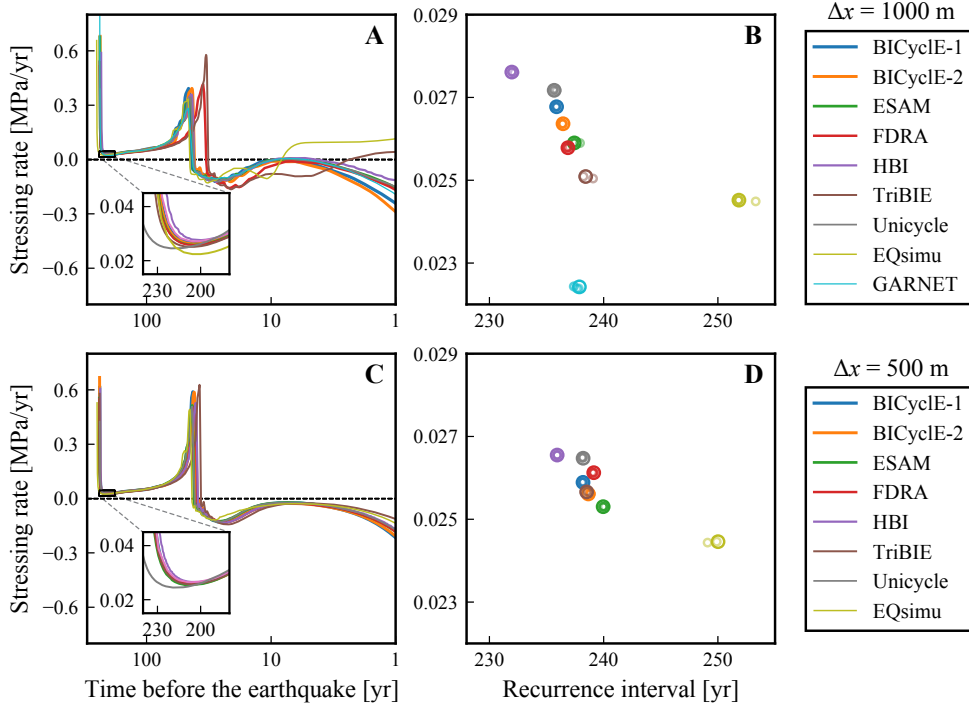 A
Stressing rate [MPa/yr]
0.6
0.3
0.0
−0.3
−0.6
0.04
0.02
230
200
100
10
1
B
0.029
0.027
0.025
0.023
230
240
250
Δx = 1000 m
BICyclE-1
BICyclE-2
ESAM
FDRA
HBI
TriBIE
Unicycle
EQsimu
GARNET
C
Stressing rate [MPa/yr]
0.6
0.3
0.0
−0.3
−0.6
0.04
0.02
230
200
100
10
1
Time before the earthquake [yr]
D
0.029
0.027
0.025
0.023
230
240
250
Recurrence interval [yr]
Δx = 500 m
BICyclE-1
BICyclE-2
ESAM
FDRA
HBI
TriBIE
Unicycle
EQsimu